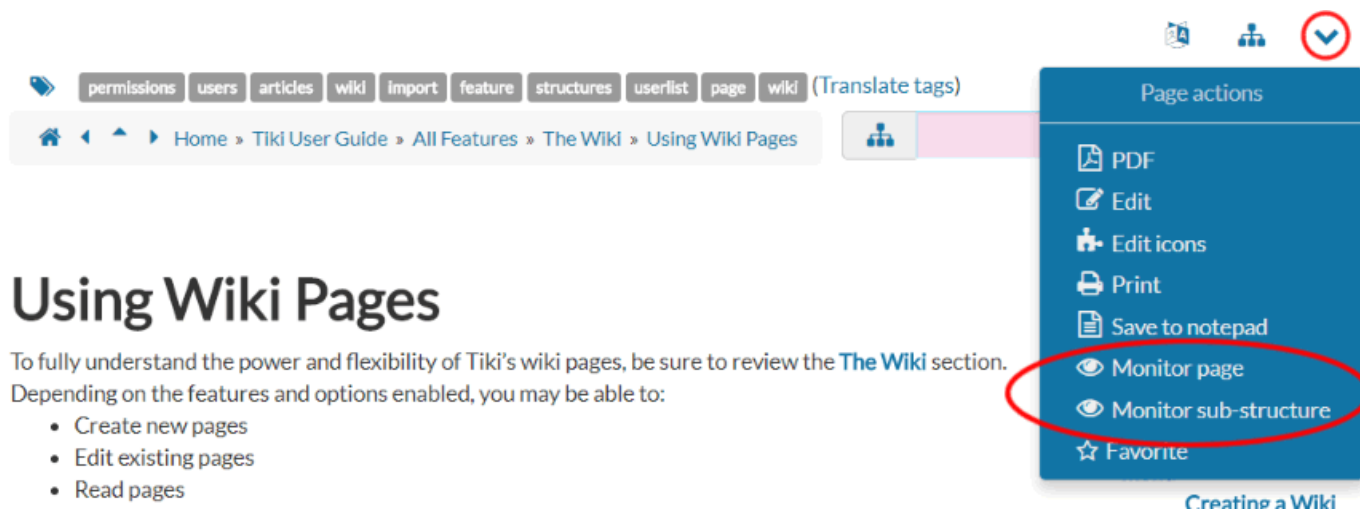 permissions users articles wiki import feature structures userlist page wiki (Translate tags)
Home » Tiki User Guide » All Features » The Wiki » Using Wiki Pages
Page actions
PDF
Edit
Edit icons
Print
Save to notepad
Monitor page
Monitor sub-structure
Favorite
Using Wiki Pages
To fully understand the power and flexibility of Tiki's wiki pages, be sure to review the The Wiki section.
Depending on the features and options enabled, you may be able to:
• Create new pages
• Edit existing pages
• Read pages
Creating a Wiki